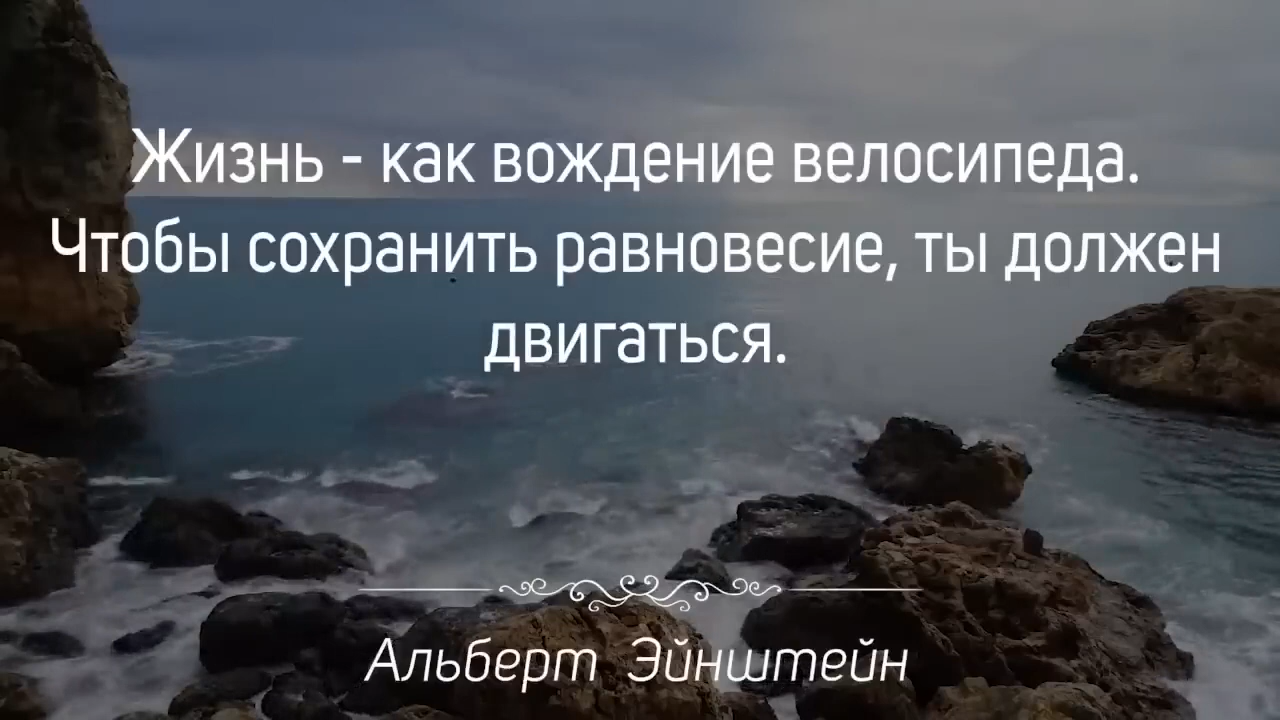 Жизнь - как вождение велосипеда.
Чтобы сохранить равновесие, ты должен
двигаться.
Альберт Эйнштейн